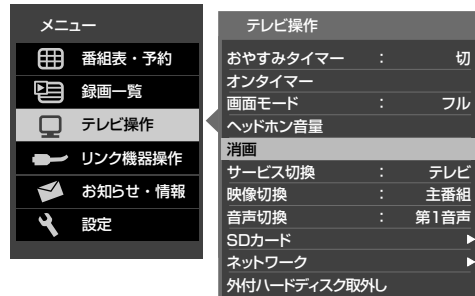 メニュー
番組表・予約
録画一覧
テレビ操作
リンク機器操作
お知らせ・情報
設定
テレビ操作
おやすみタイマー : 切
オンタイマー
画面モード : フル
ヘッドホン音量
消画
サービス切換 : テレビ
映像切換 : 主番組
音声切換 : 第1音声
SDカード
ネットワーク
外付ハードディスク取外し